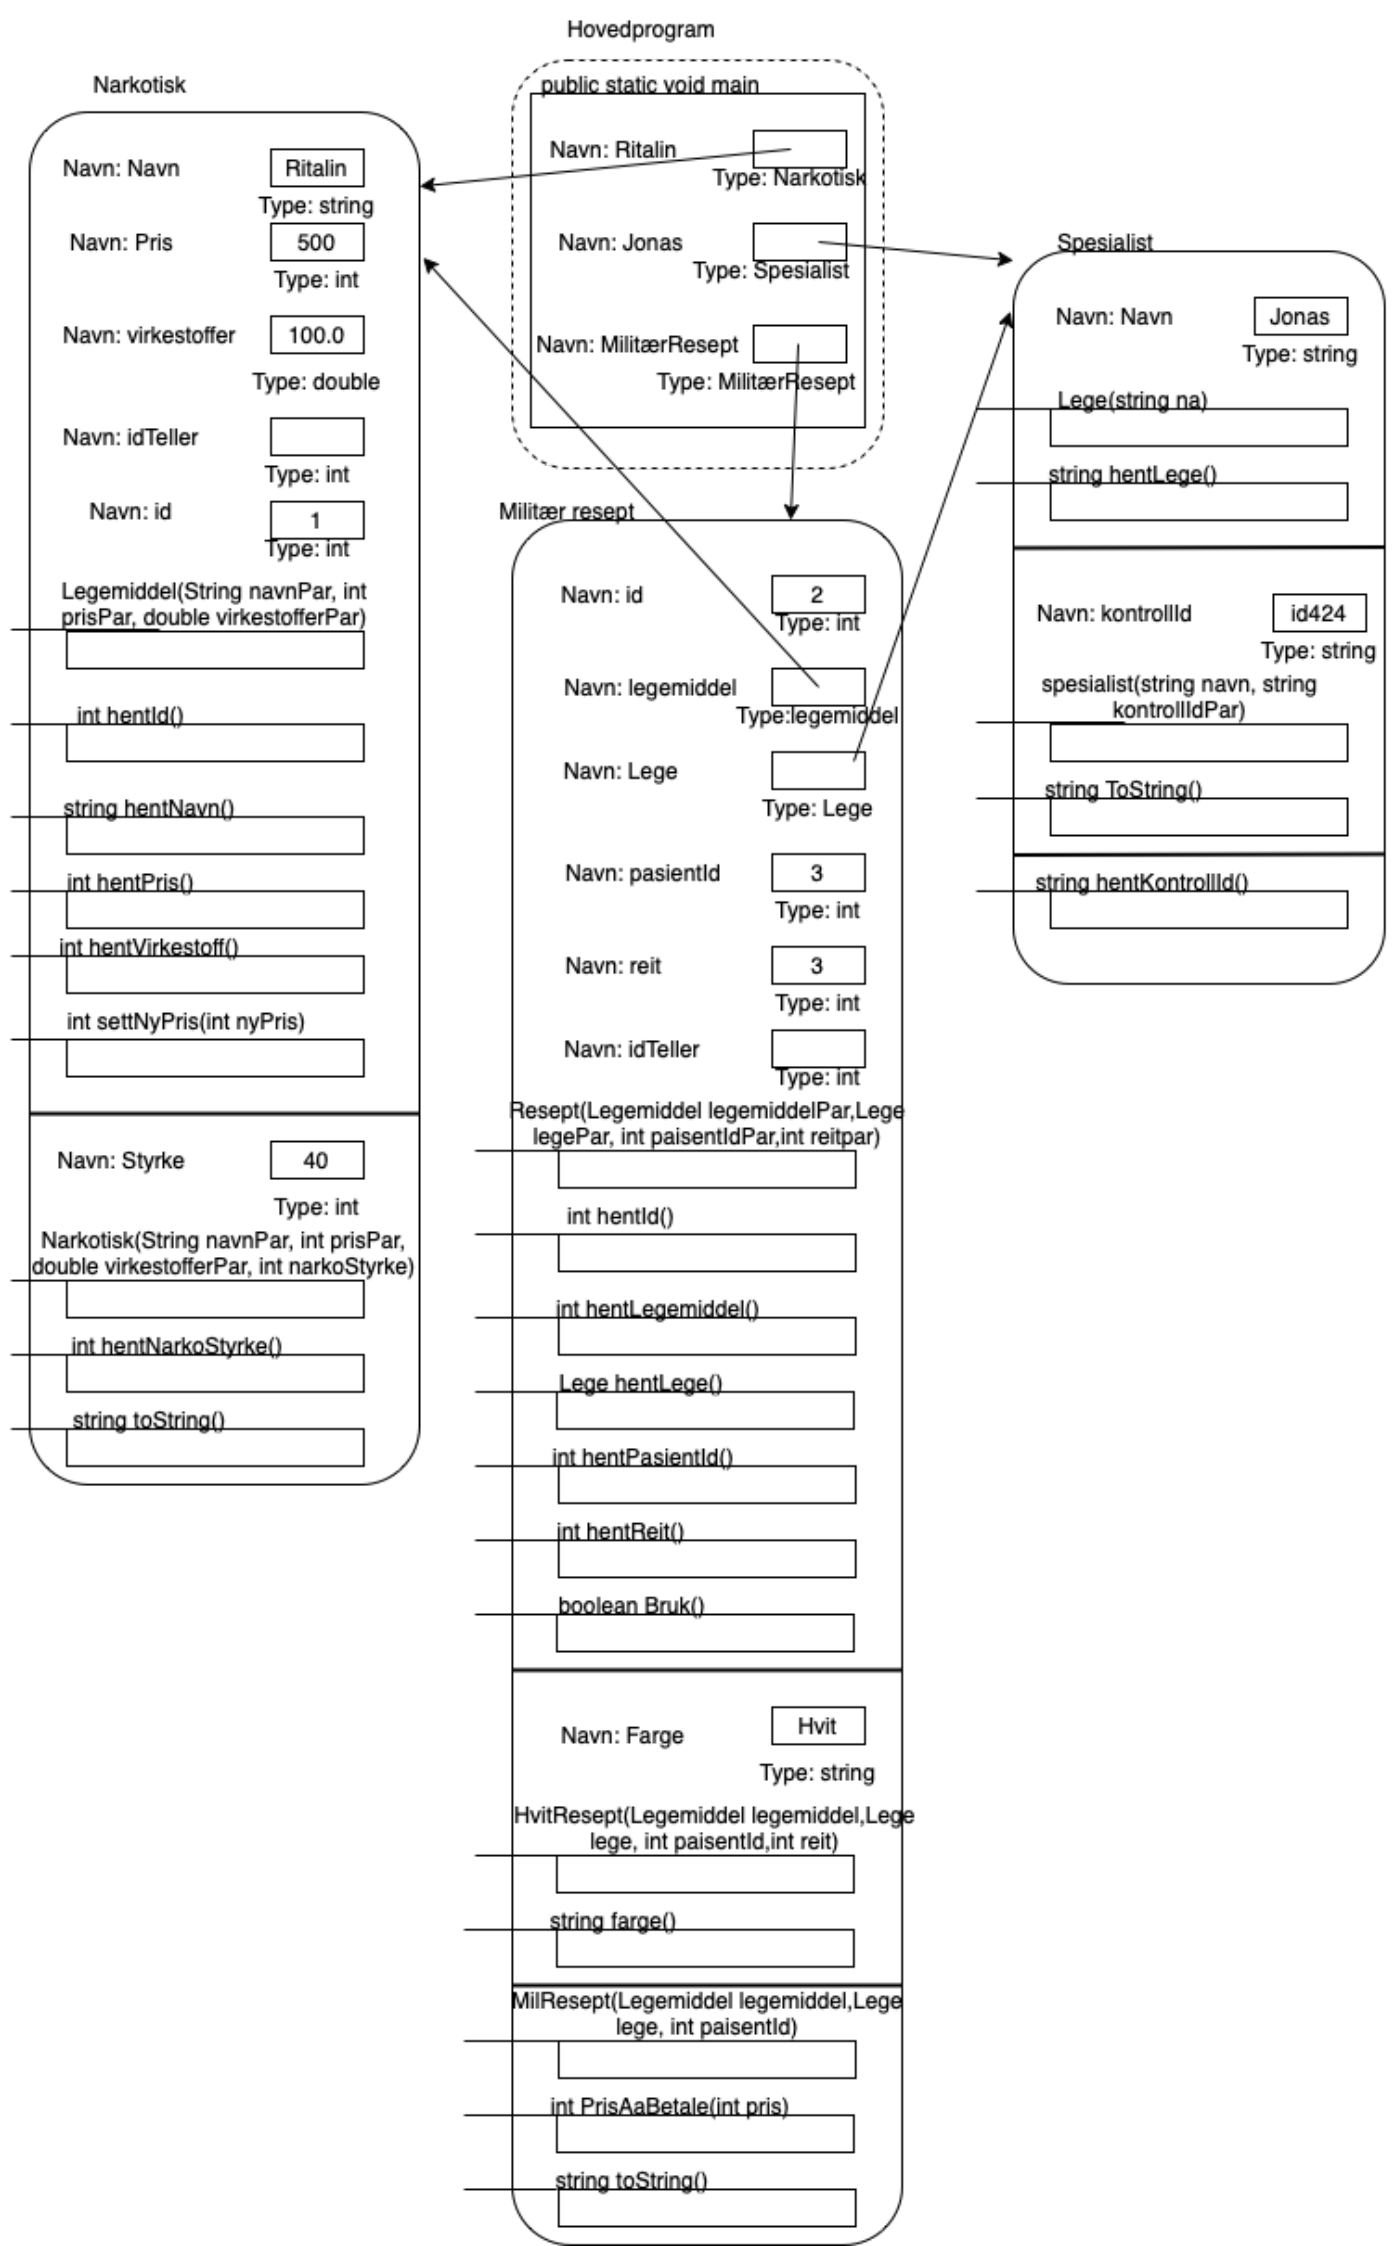 Hovedprogram
public static void main
Navn: Ritalin
Type: Narkotisk
Navn: Jonas
Type: Spesialist
Navn: MilitærResept
Type: MilitærResept
Narkotisk
Navn: Navn
Ritalin
Type: string
Navn: Pris
500
Type: int
Navn: virkestoffer
100.0
Type: double
Navn: idTeller
Type: int
Navn: id
1
Type: int
Legemiddel(String navnPar, int
prisPar, double virkestofferPar)
int hentId()
string hentNavn()
int hentPris()
int hentVirkestoff()
int settNyPris(int nyPris)
Navn: Styrke
40
Type: int
Narkotisk(String navnPar, int prisPar,
double virkestofferPar, int narkoStyrke)
int hentNarkoStyrke()
string toString()
Militær resept
Navn: id
2
Type: int
Navn: legemiddel
Type:legemiddel
Navn: Lege
Type: Lege
Navn: pasientId
3
Type: int
Navn: reit
3
Type: int
Navn: idTeller
Type: int
Resept(Legemiddel legemiddelPar,Lege
legePar, int paisentIdPar,int reitpar)
int hentId()
int hentLegemiddel()
Lege hentLege()
int hentPasientId()
int hentReit()
boolean Bruk()
Navn: Farge
Hvit
Type: string
HvitResept(Legemiddel legemiddel,Lege
lege, int paisentId,int reit)
string farge()
MilResept(Legemiddel legemiddel,Lege
lege, int paisentId)
int PrisAaBetale(int pris)
string toString()
Spesialist
Navn: Navn
Jonas
Type: string
Lege(string na)
string hentLege()
Navn: kontrollId
id424
Type: string
spesialist(string navn, string
kontrollIdPar)
string ToString()
string hentKontrollId()